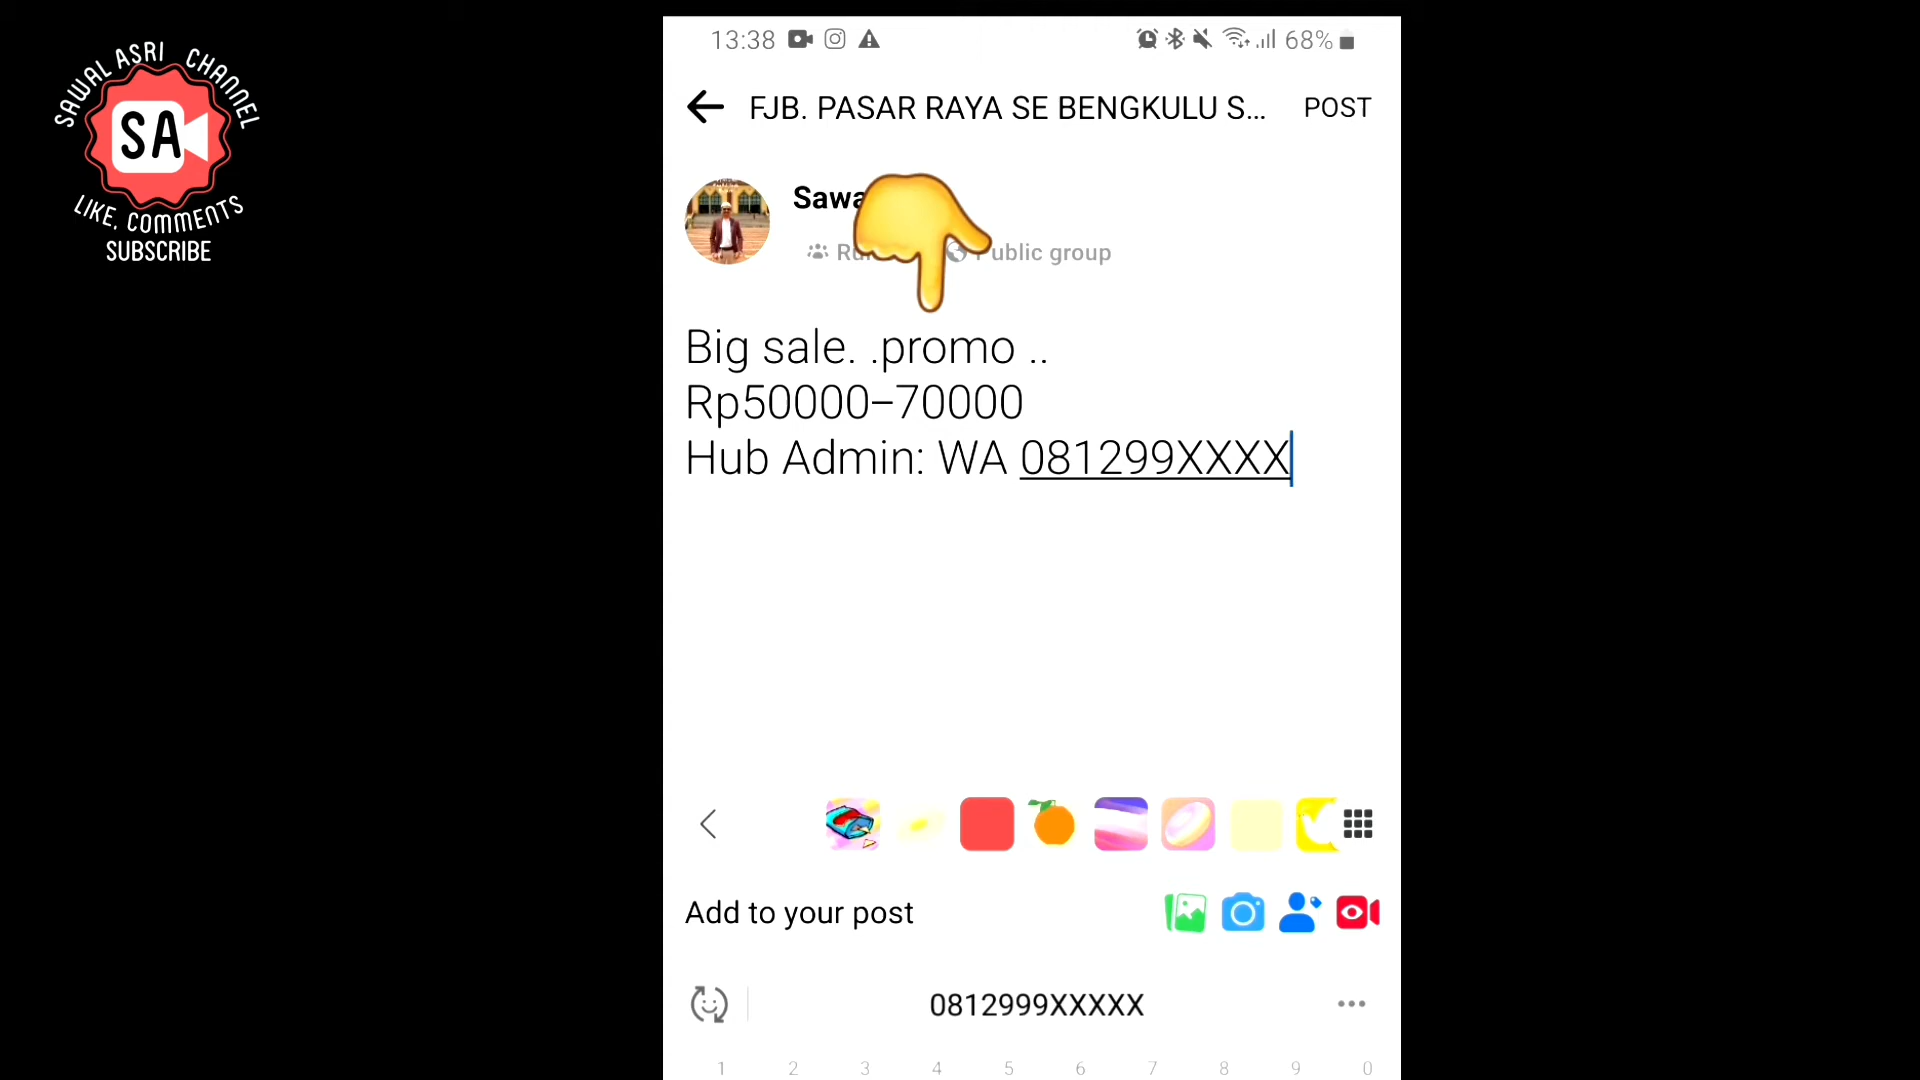 SAWAL ASRI CHANNEL
SA
LIKE, COMMENTS
SUBSCRIBE
13:38
68%
FJB. PASAR RAYA SE BENGKULU S...
POST
ublic group
Big sale. .promo ..
Rp50000–70000
Hub Admin: WA 081299XXXX
Add to your post
0812999XXXXX
1 2 3 4 5 6 7 8 9 0